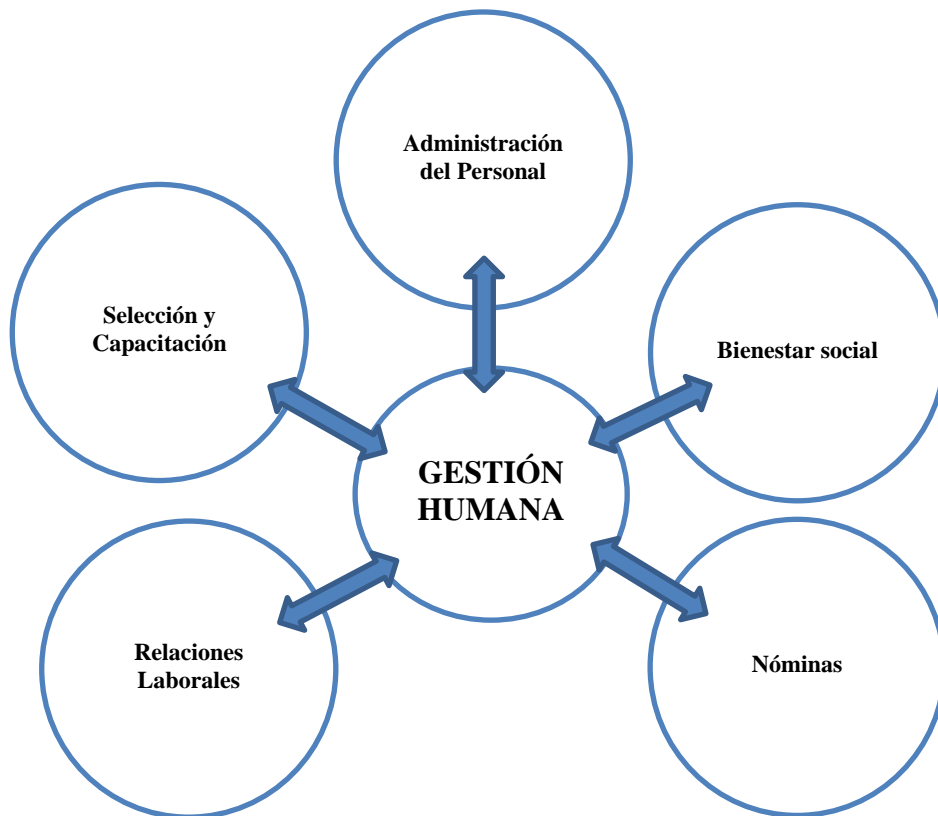 Administración
del Personal
Selección y
Capacitación
Bienestar social
GESTIÓN
HUMANA
Relaciones
Laborales
Nóminas